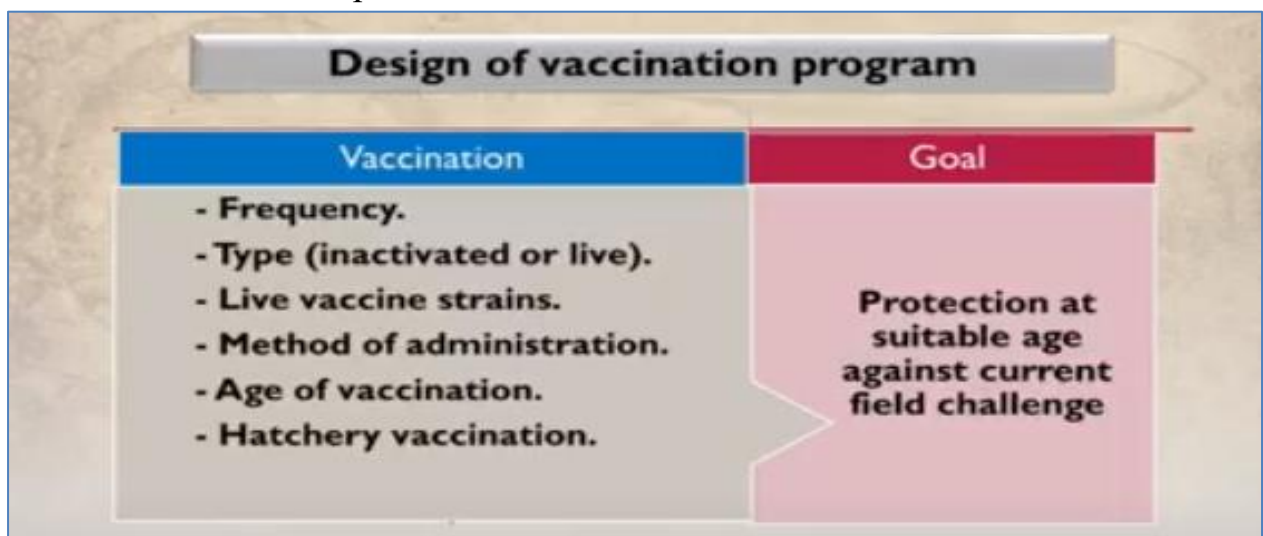 Design of vaccination program
Vaccination
Goal
- Frequency.
- Type (inactivated or live).
- Live vaccine strains.
- Method of administration.
- Age of vaccination.
- Hatchery vaccination.
Protection at
suitable age
against current
field challenge